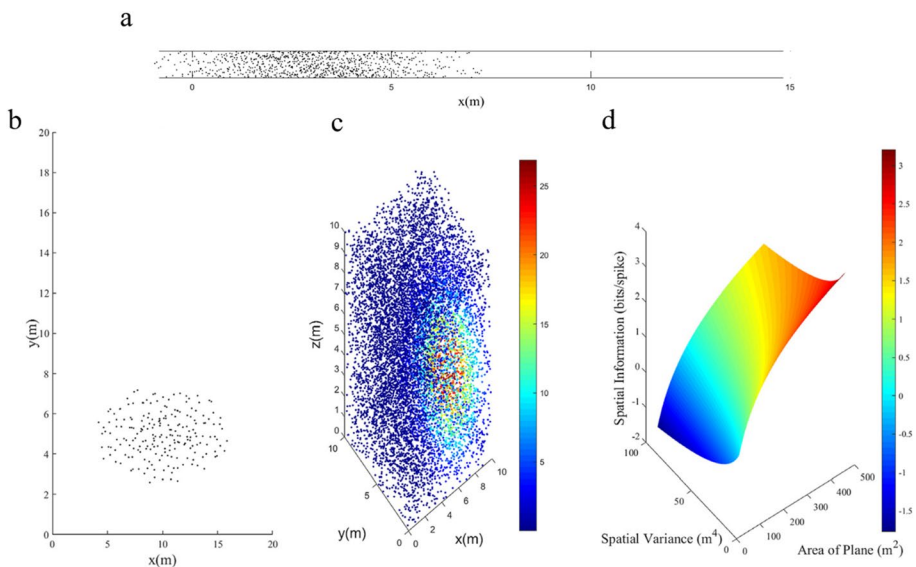 a
0 5 10 15
x(m)
b
20
18
16
14
12
10
8
6
4
2
0
y(m)
0 5 10 15 20
x(m)
c
10
9
8
7
6
5
4
3
2
1
0
z(m)
10
5
0
y(m)
0 2 4 6 8 10
x(m)
25
20
15
10
5
d
4
3
2
1
0
-1
-2
Spatial Information (bits/spike)
100
50
0
Spatial Variance (m⁴)
0 100 200 300 400 500
Area of Plane (m²)
3
2.5
2
1.5
1
0.5
0
-0.5
-1
-1.5